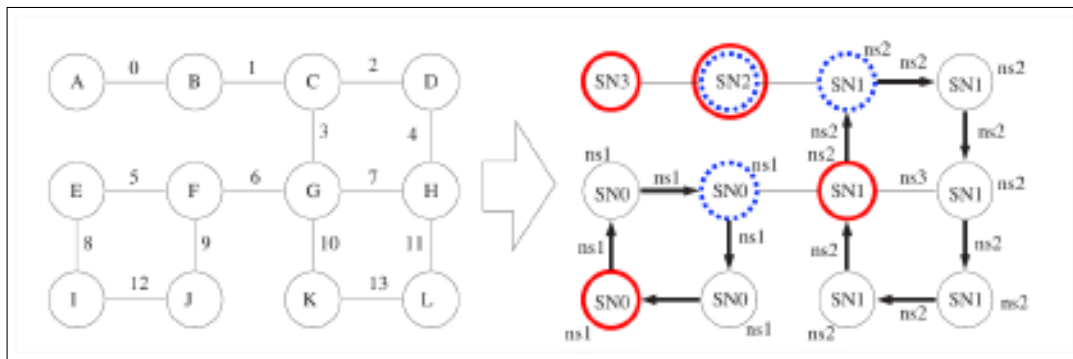 0 1 2
A B C D
3 4
5 6 7
E F G H
8 9 10 11
12 13
I J K L
ns2
ns2 ns2
SN3 SN2 SN1 SN1
ns2 ns2
ns1 ns1 ns2
ns1 ns3 ns2
SN0 SN0 SN1 SN1
ns1 ns1 ns2 ns2
SN0 SN0 SN1 SN1
ns2 ns2
ns1 ns1 ns2